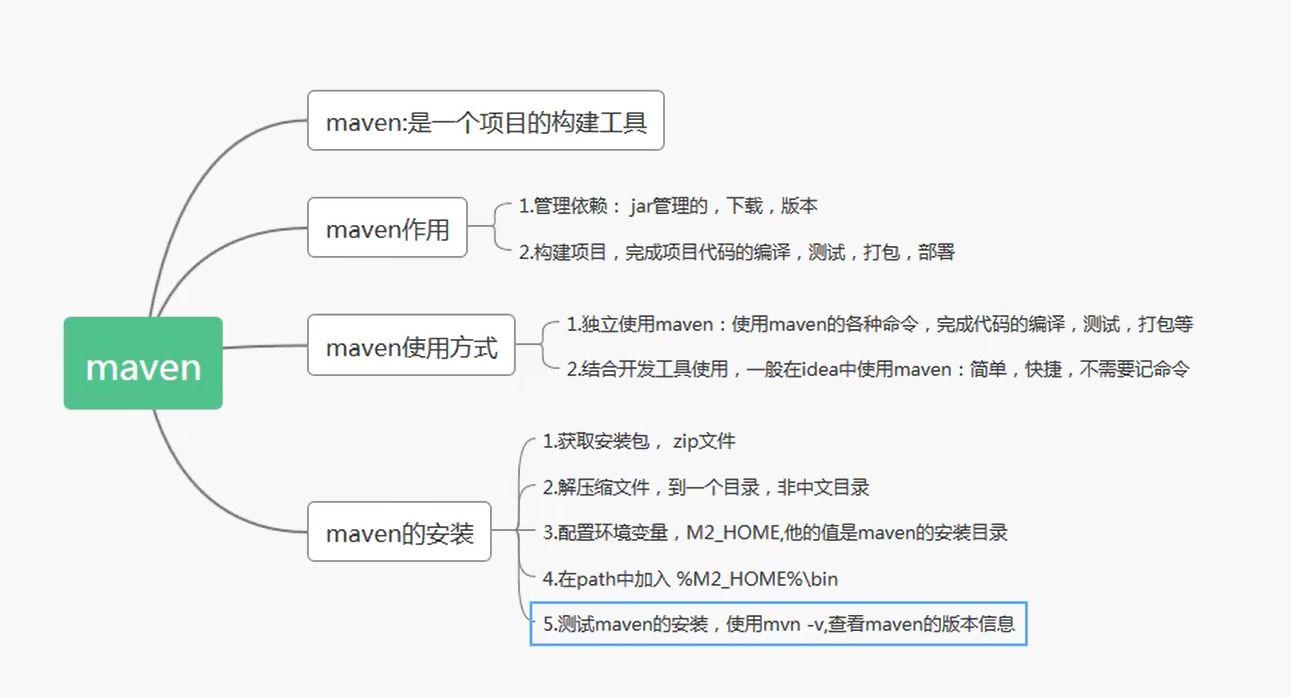 maven:是一个项目的构建工具
maven作用
1.管理依赖： jar管理的，下载，版本
2.构建项目，完成项目代码的编译，测试，打包，部署
maven
maven使用方式
1.独立使用maven：使用maven的各种命令，完成代码的编译，测试，打包等
2.结合开发工具使用，一般在idea中使用maven：简单，快捷，不需要记命令
maven的安装
1.获取安装包， zip文件
2.解压缩文件，到一个目录，非中文目录
3.配置环境变量，M2_HOME,他的值是maven的安装目录
4.在path中加入 %M2_HOME%\bin
5.测试maven的安装，使用mvn -v,查看maven的版本信息